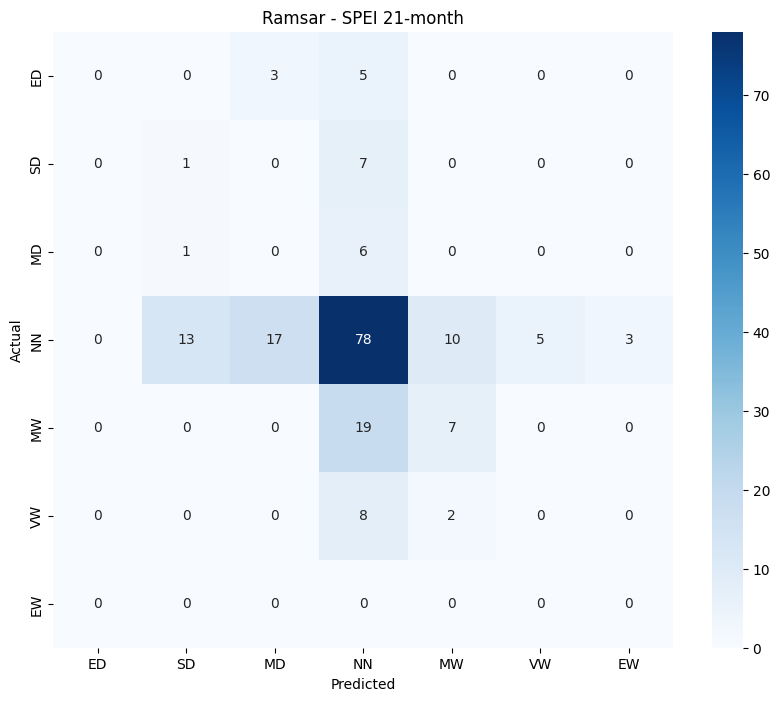 Ramsar - SPEI 21-month
ED 0 0 3 5 0 0 0
SD 0 1 0 7 0 0 0
MD 0 1 0 6 0 0 0
NN 0 13 17 78 10 5 3
MW 0 0 0 19 7 0 0
VW 0 0 0 8 2 0 0
EW 0 0 0 0 0 0 0
Actual
ED SD MD NN MW VW EW
Predicted
70
60
50
40
30
20
10
0